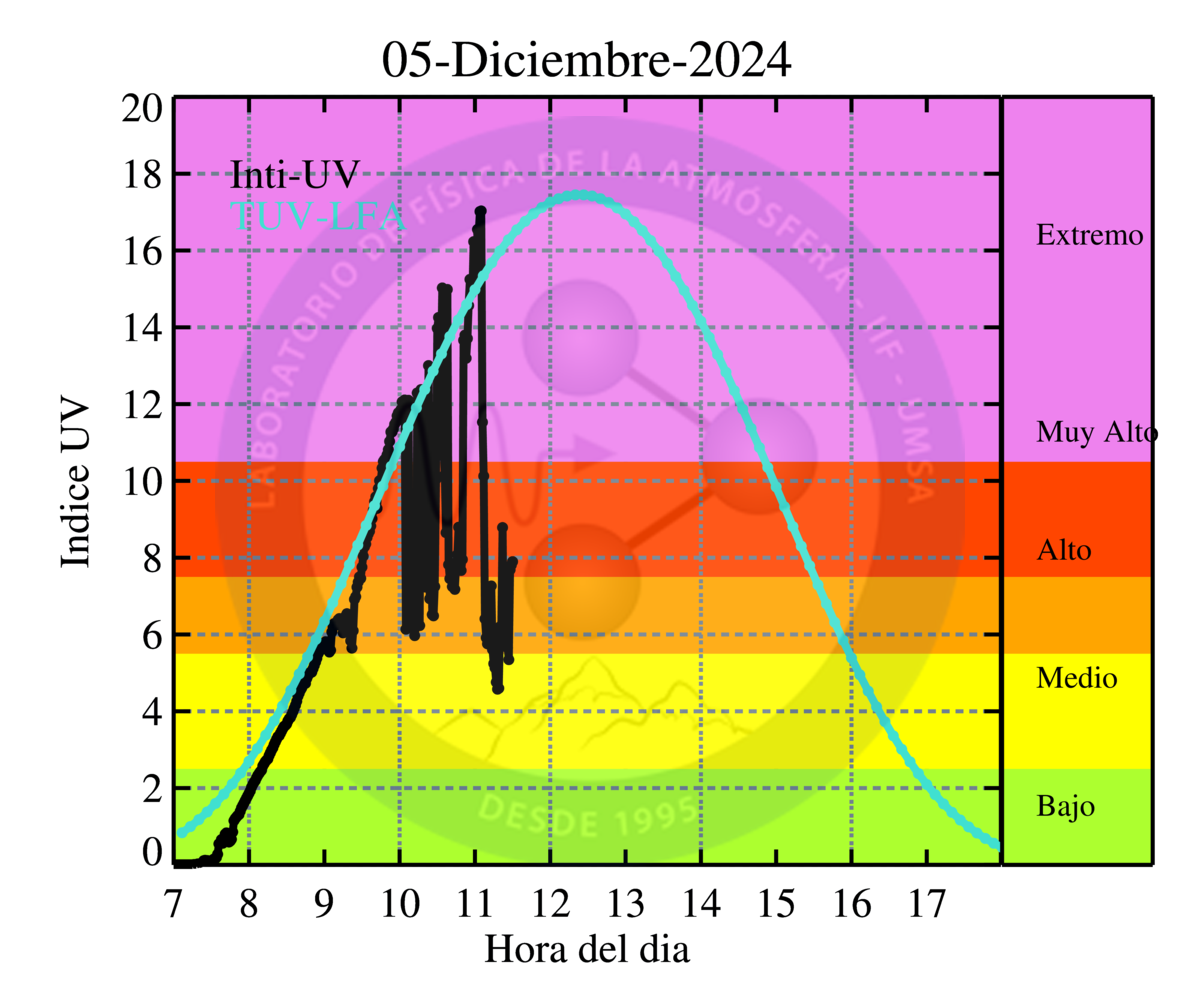 05-Diciembre-2024
Inti-UV
TUV-LFA
LABORATORIO DE FÍSICA DE LA ATMÓSFERA - IIF - UMSA
DESDE 1995
Indice UV
20
18
16
14
12
10
8
6
4
2
0
Extremo
Muy Alto
Alto
Medio
Bajo
7 8 9 10 11 12 13 14 15 16 17
Hora del dia